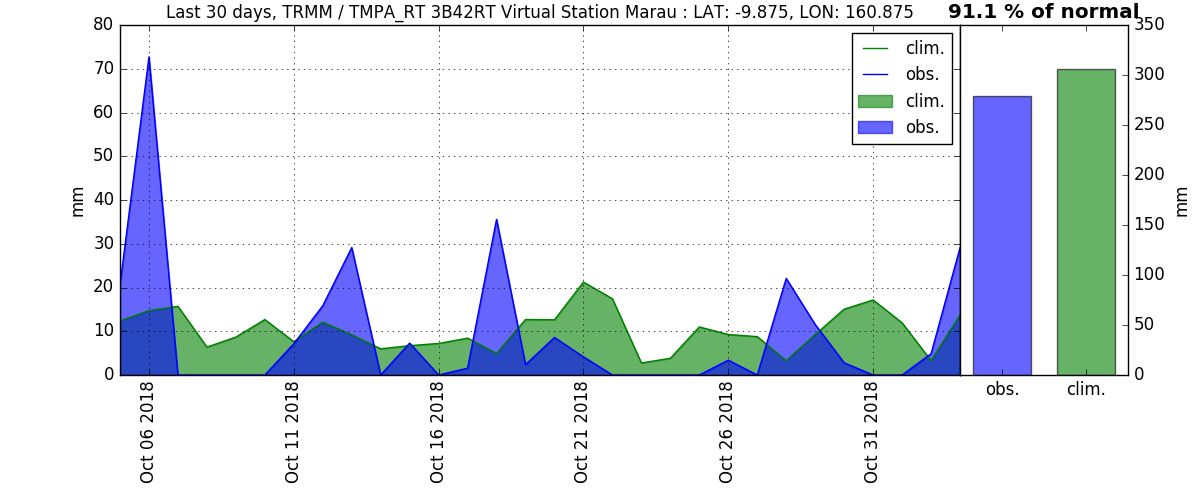 Last 30 days, TRMM / TMPA_RT 3B42RT Virtual Station Marau : LAT: -9.875, LON: 160.875
91.1 % of normal
80
70
60
50
40
30
20
10
0
mm
clim.
obs.
clim.
obs.
Oct 06 2018
Oct 11 2018
Oct 16 2018
Oct 21 2018
Oct 26 2018
Oct 31 2018
350
300
250
200
150
100
50
0
mm
obs.
clim.